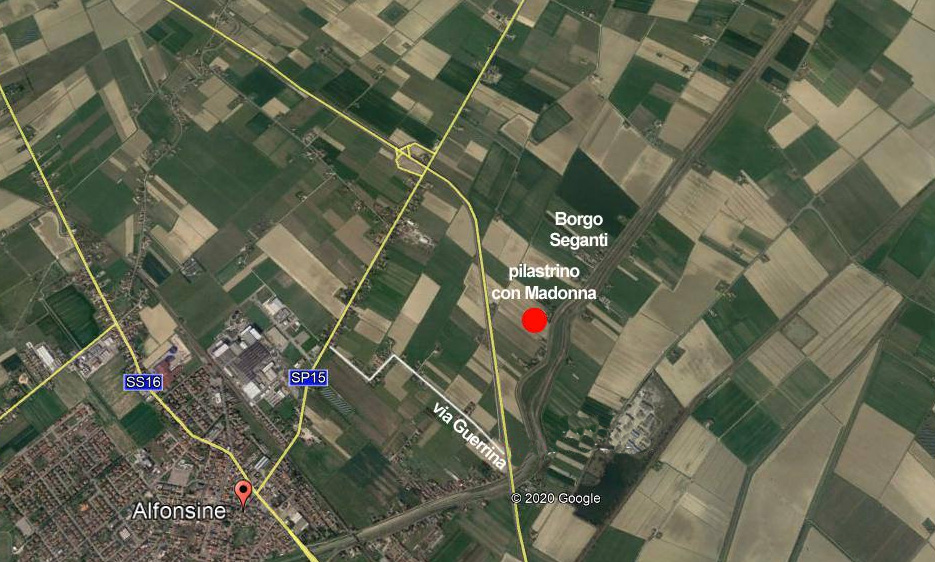 Borgo
Seganti
pilastrino
con Madonna
SS16
SP15
via Guerrina
© 2020 Google
Alfonsine